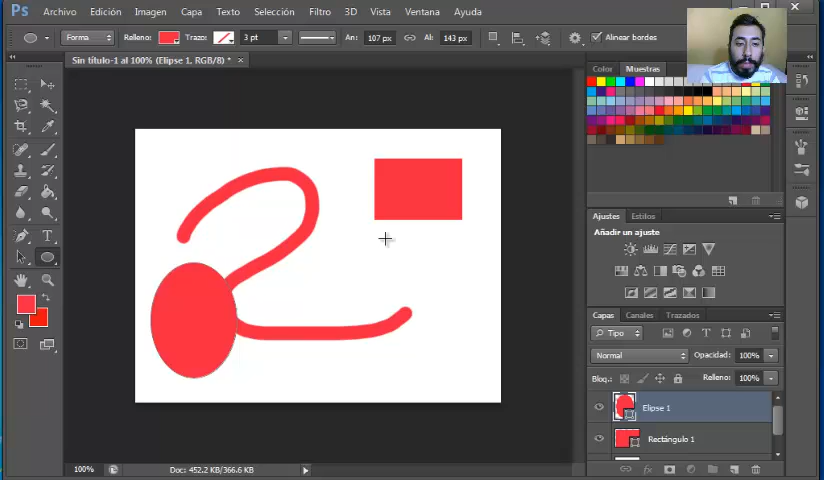 Ps Archivo Edición Imagen Capa Texto Selección Filtro 3D Vista Ventana Ayuda
Forma Relleno: Trazo: 3 pt An: 107 px Al: 143 px Alinear bordes
Sin título-1 al 100% (Elipse 1, RGB/8) * ×
Color Muestras
Ajustes Estilos
Añadir un ajuste
Capas Canales Trazados
Tipo
Normal Opacidad: 100%
Bloq.: Relleno: 100%
Elipse 1
Rectángulo 1
fx
100% Doc: 452.2 KB/366.6 KB